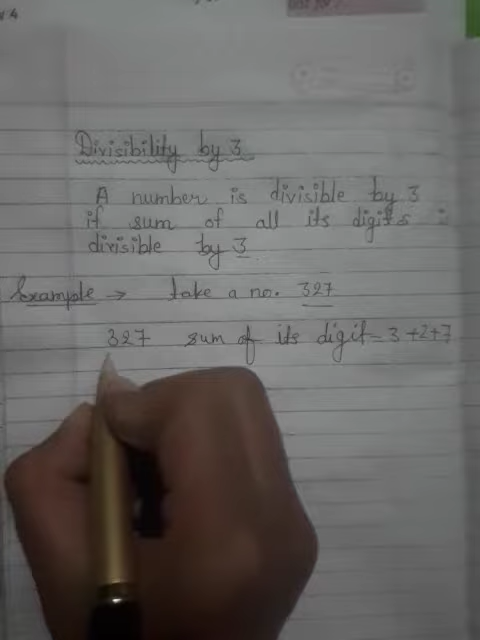 Divisibility by 3
A number is divisible by 3
if sum of all its digits
divisible by 3
Example → take a no. 327
327 sum of its digit = 3+2+7